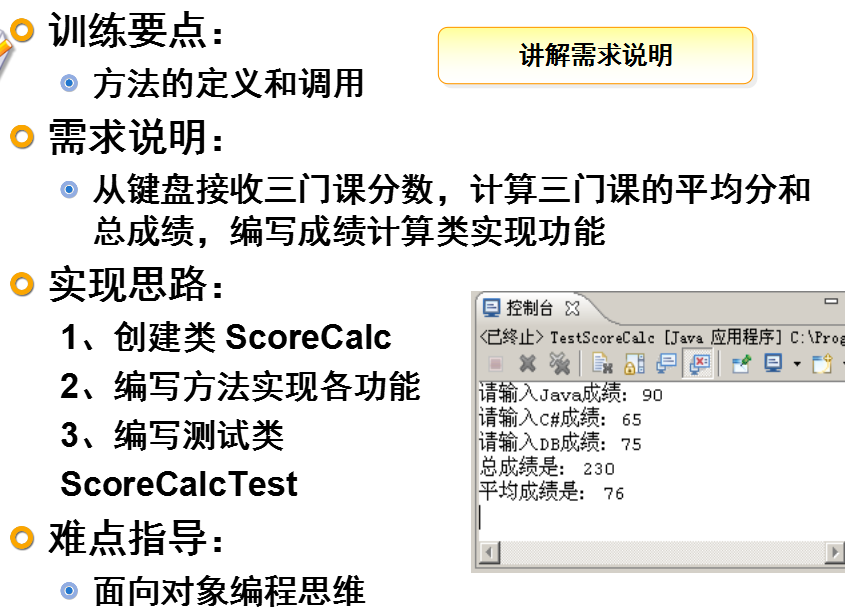 训练要点：
讲解需求说明
方法的定义和调用
需求说明：
从键盘接收三门课分数，计算三门课的平均分和
总成绩，编写成绩计算类实现功能
实现思路：
1、创建类 ScoreCalc
2、编写方法实现各功能
3、编写测试类
ScoreCalcTest
难点指导：
面向对象编程思维
控制台
<已终止> TestScoreCalc [Java 应用程序] C:\Prog
请输入Java成绩：90
请输入C#成绩：65
请输入DB成绩：75
总成绩是：230
平均成绩是：76